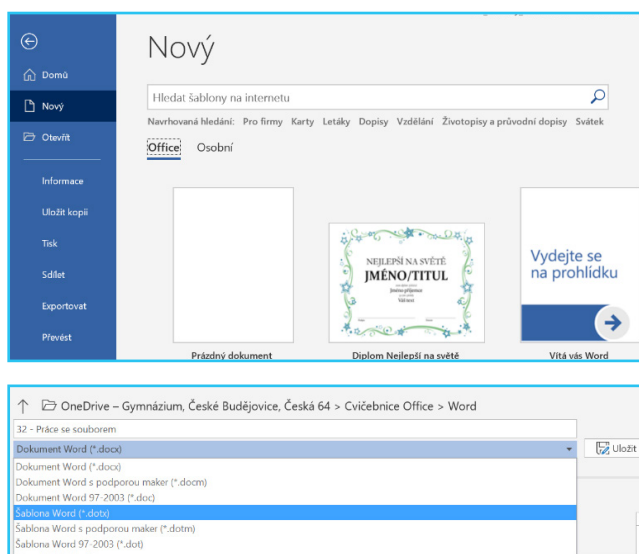 Nový
Domů
Nový
Otevřít
Informace
Uložit kopii
Tisk
Sdílet
Exportovat
Převést
Hledat šablony na internetu
Navrhovaná hledání: Pro firmy Karty Letáky Dopisy Vzdělání Životopisy a průvodní dopisy Svátek
Office Osobní
NEJLEPŠÍ NA SVĚTĚ
JMÉNO/TITUL
Jméno příjemce
Váš text
Vydejte se
na prohlídku
Prázdný dokument Diplom Nejlepší na světě Vítá vás Word
OneDrive – Gymnázium, České Budějovice, Česká 64 > Cvičebnice Office > Word
32 - Práce se souborem
Dokument Word (*.docx) Uložit
Dokument Word (*.docx)
Dokument Word s podporou maker (*.docm)
Dokument Word 97-2003 (*.doc)
Šablona Word (*.dotx)
Šablona Word s podporou maker (*.dotm)
Šablona Word 97-2003 (*.dot)